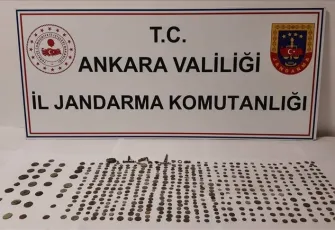 T.C.
ANKARA VALİLİĞİ
İL JANDARMA KOMUTANLIĞI